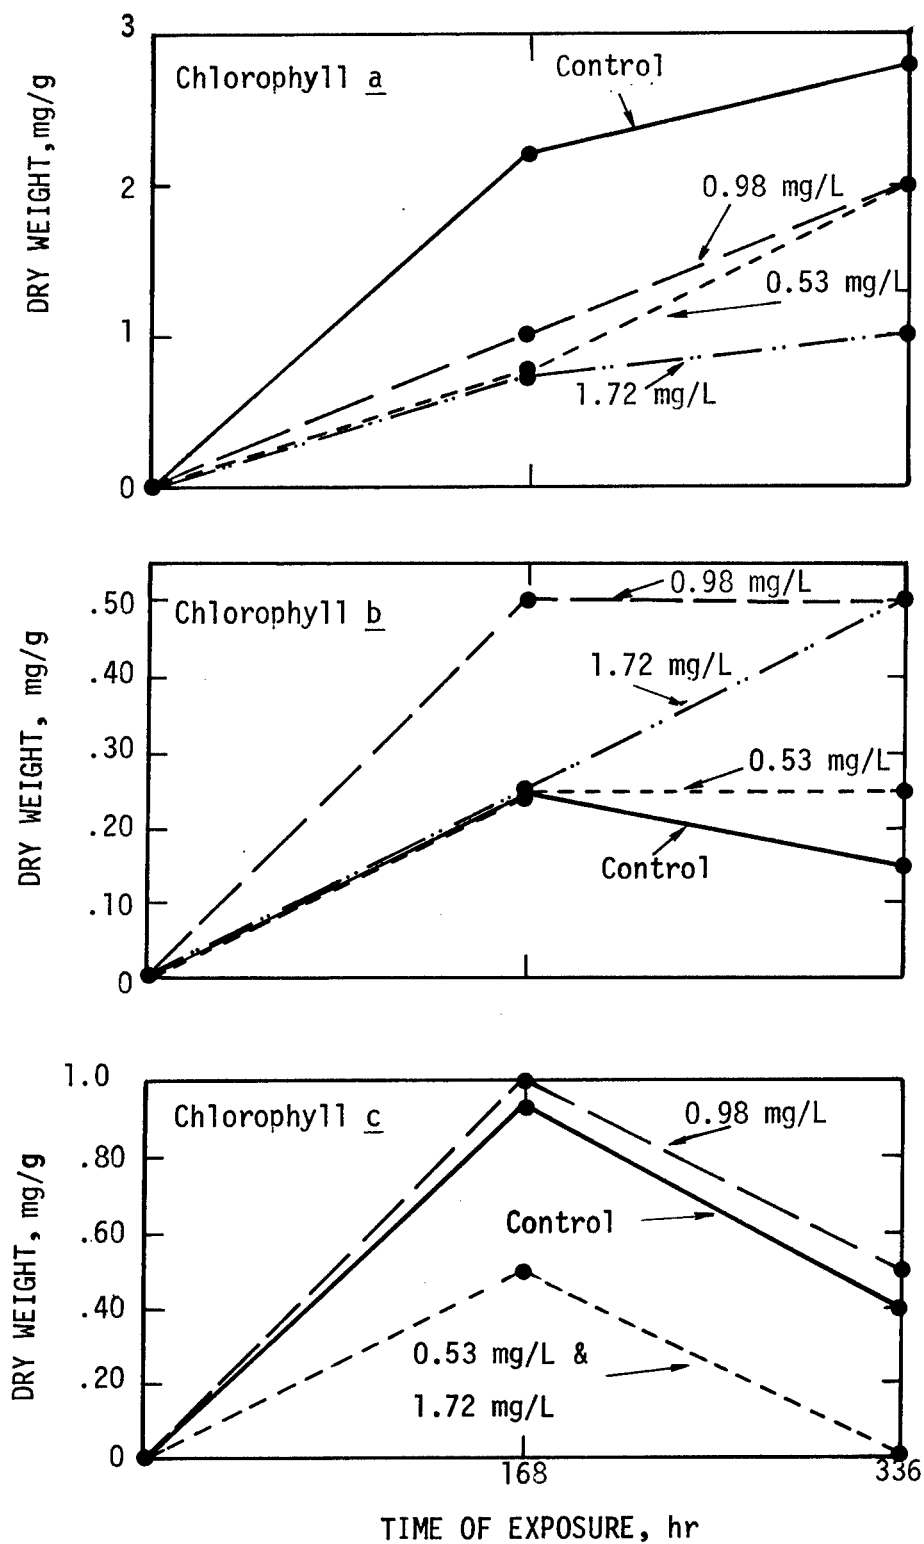 3
Chlorophyll a
Control
DRY WEIGHT, mg/g
2
0.98 mg/L
0.53 mg/L
1
1.72 mg/L
0
.50
Chlorophyll b
0.98 mg/L
.40
1.72 mg/L
DRY WEIGHT, mg/g
.30
0.53 mg/L
.20
Control
.10
0
1.0
Chlorophyll c
0.98 mg/L
.80
DRY WEIGHT, mg/g
.60
Control
.40
0.53 mg/L &
1.72 mg/L
.20
0
168
336
TIME OF EXPOSURE, hr